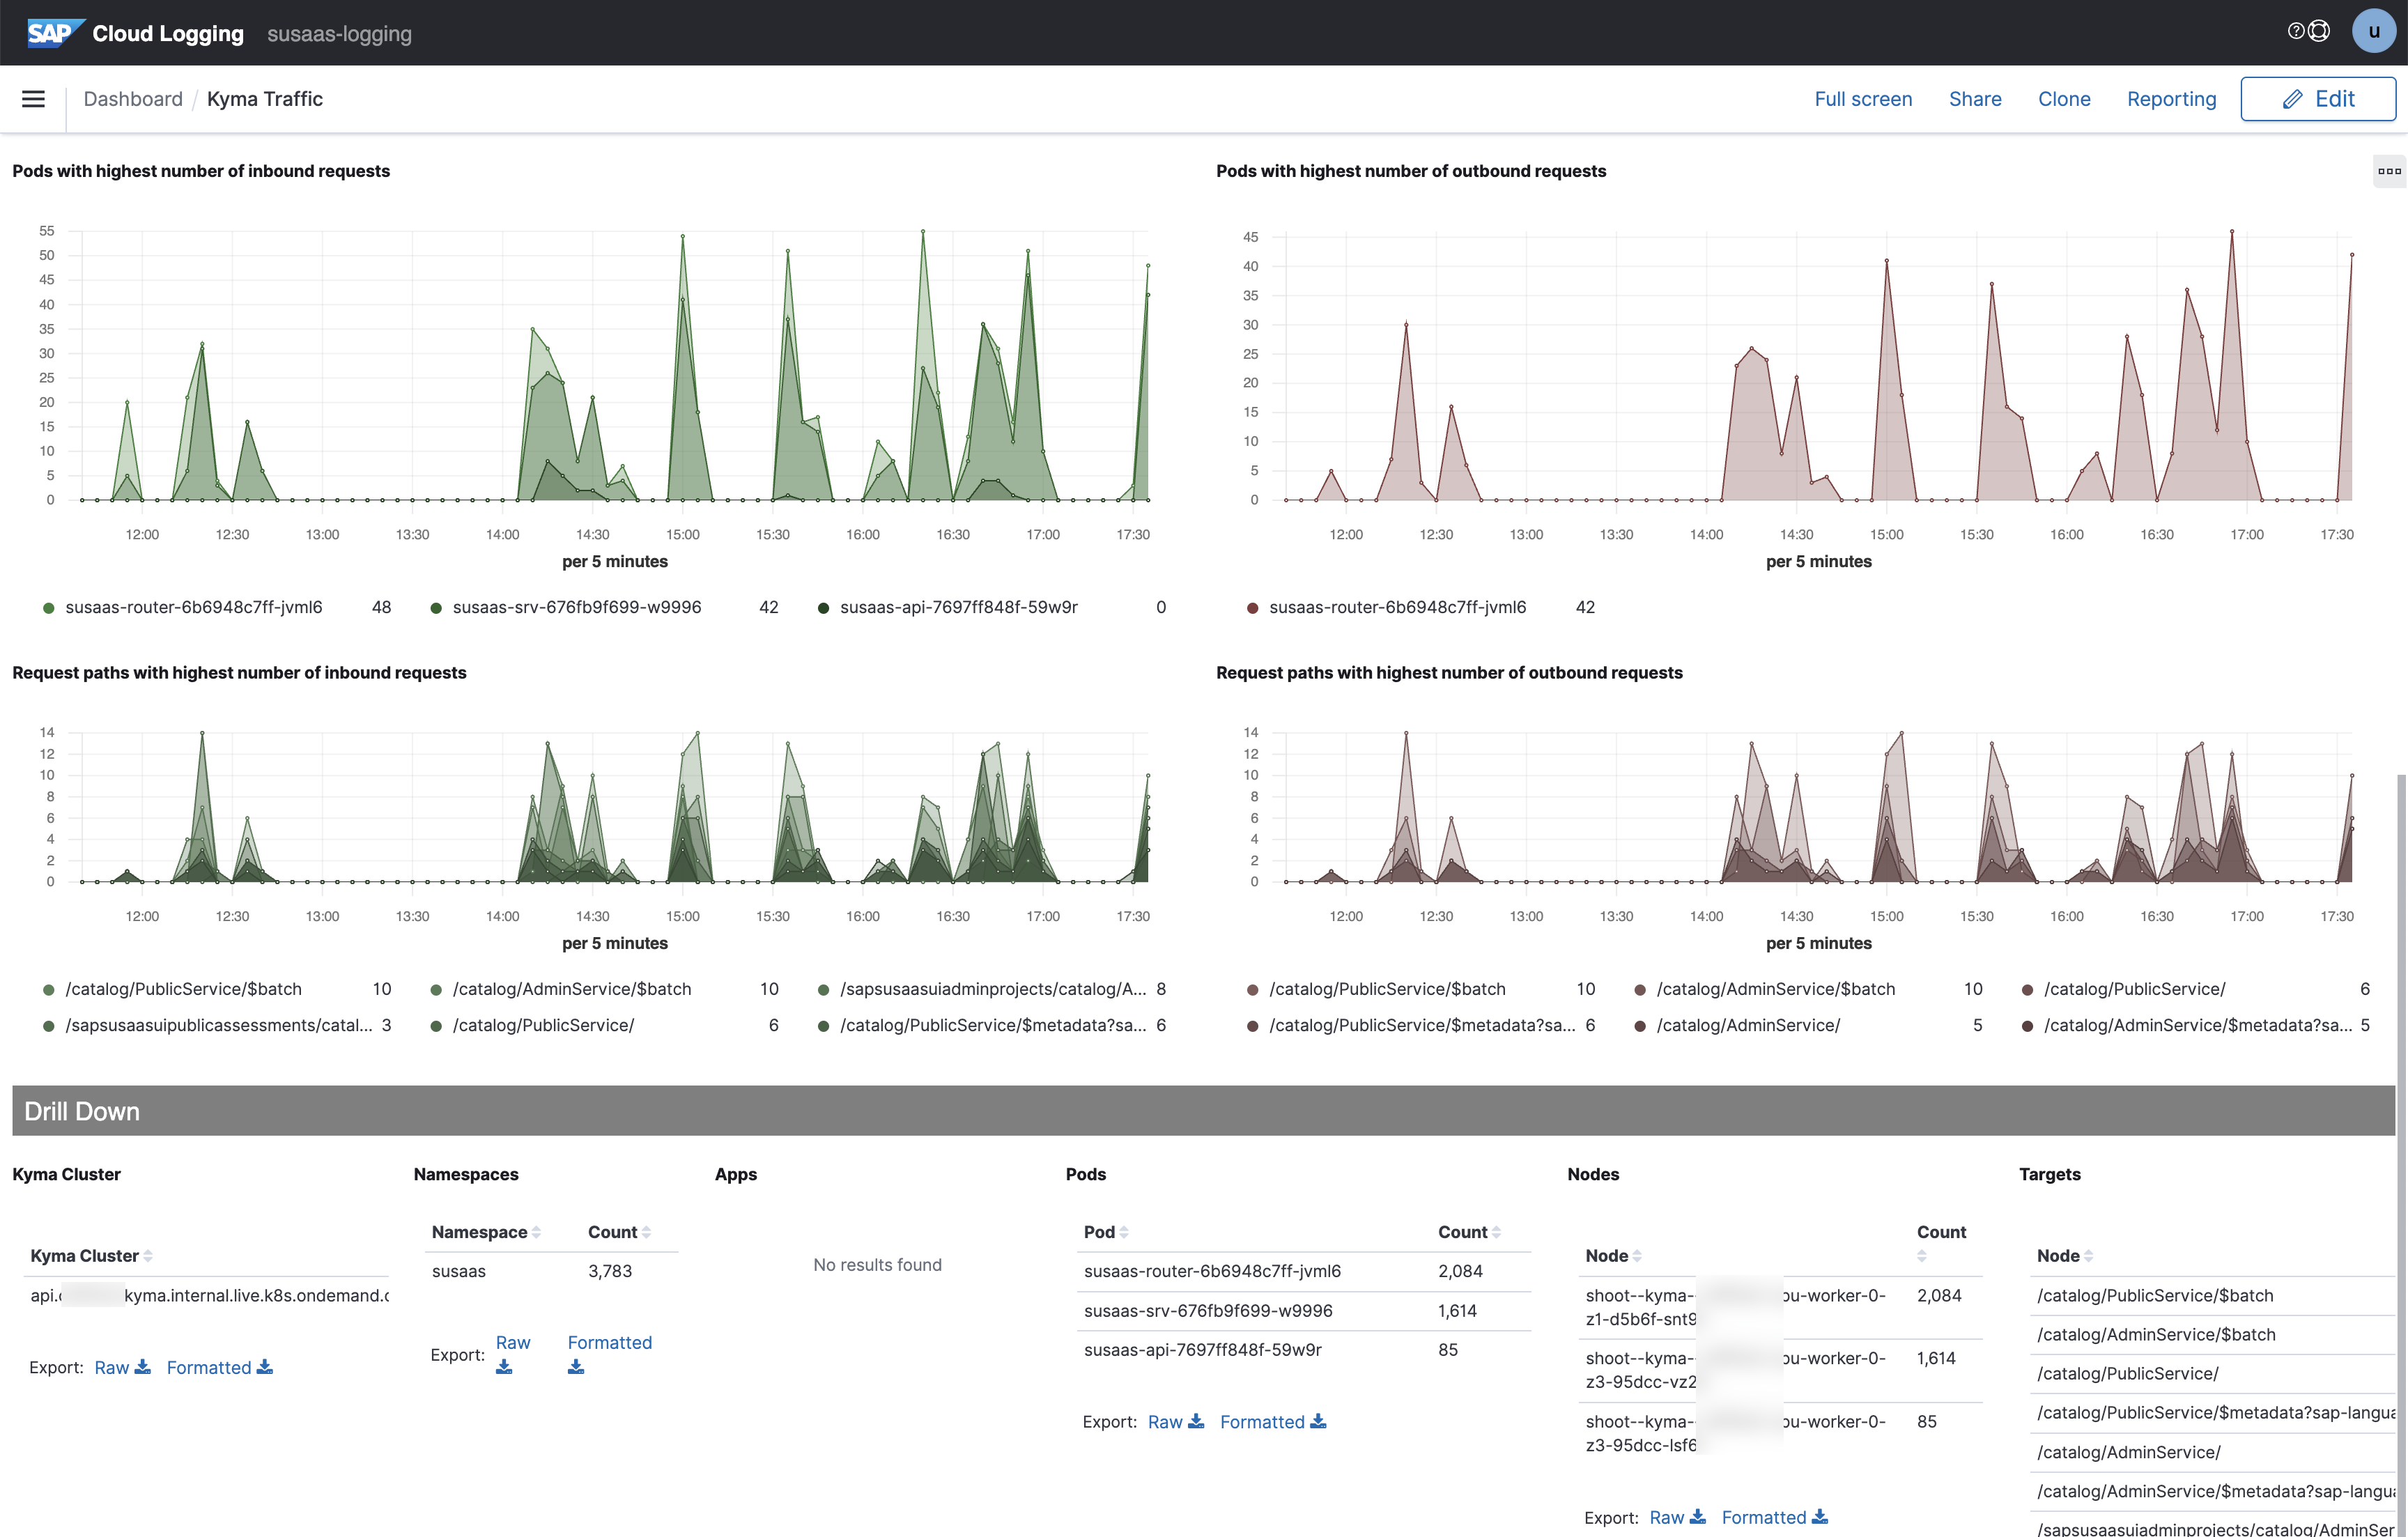 SAP Cloud Logging susaas-logging u
Dashboard / Kyma Traffic Full screen Share Clone Reporting Edit
Pods with highest number of inbound requests
55
50
45
40
35
30
25
20
15
10
5
0
12:00 12:30 13:00 13:30 14:00 14:30 15:00 15:30 16:00 16:30 17:00 17:30
per 5 minutes
susaas-router-6b6948c7ff-jvml6 48 susaas-srv-676fb9f699-w9996 42 susaas-api-7697ff848f-59w9r 0
Pods with highest number of outbound requests
45
40
35
30
25
20
15
10
5
0
12:00 12:30 13:00 13:30 14:00 14:30 15:00 15:30 16:00 16:30 17:00 17:30
per 5 minutes
susaas-router-6b6948c7ff-jvml6 42
Request paths with highest number of inbound requests
14
12
10
8
6
4
2
0
12:00 12:30 13:00 13:30 14:00 14:30 15:00 15:30 16:00 16:30 17:00 17:30
per 5 minutes
/catalog/PublicService/$batch 10 /catalog/AdminService/$batch 10 /sapsusaasuiadminprojects/catalog/A... 8
/sapsusaasuipublicassessments/catal... 3 /catalog/PublicService/ 6 /catalog/PublicService/$metadata?sa... 6
Request paths with highest number of outbound requests
14
12
10
8
6
4
2
0
12:00 12:30 13:00 13:30 14:00 14:30 15:00 15:30 16:00 16:30 17:00 17:30
per 5 minutes
/catalog/PublicService/$batch 10 /catalog/AdminService/$batch 10 /catalog/PublicService/ 6
/catalog/PublicService/$metadata?sa... 6 /catalog/AdminService/ 5 /catalog/AdminService/$metadata?sa... 5
Drill Down
Kyma Cluster
Kyma Cluster
api. kyma.internal.live.k8s.ondemand.c
Export: Raw Formatted
Namespaces
Namespace Count
susaas 3,783
Export: Raw Formatted
Apps
No results found
Pods
Pod Count
susaas-router-6b6948c7ff-jvml6 2,084
susaas-srv-676fb9f699-w9996 1,614
susaas-api-7697ff848f-59w9r 85
Export: Raw Formatted
Nodes
Node Count
shoot--kyma- ou-worker-0- 2,084
z1-d5b6f-snt9
shoot--kyma- ou-worker-0- 1,614
z3-95dcc-vz2
shoot--kyma- ou-worker-0- 85
z3-95dcc-lsf6
Export: Raw Formatted
Targets
Node
/catalog/PublicService/$batch
/catalog/AdminService/$batch
/catalog/PublicService/
/catalog/PublicService/$metadata?sap-langua
/catalog/AdminService/
/catalog/AdminService/$metadata?sap-langua
/sapsusaasuiadminprojects/catalog/AdminSer